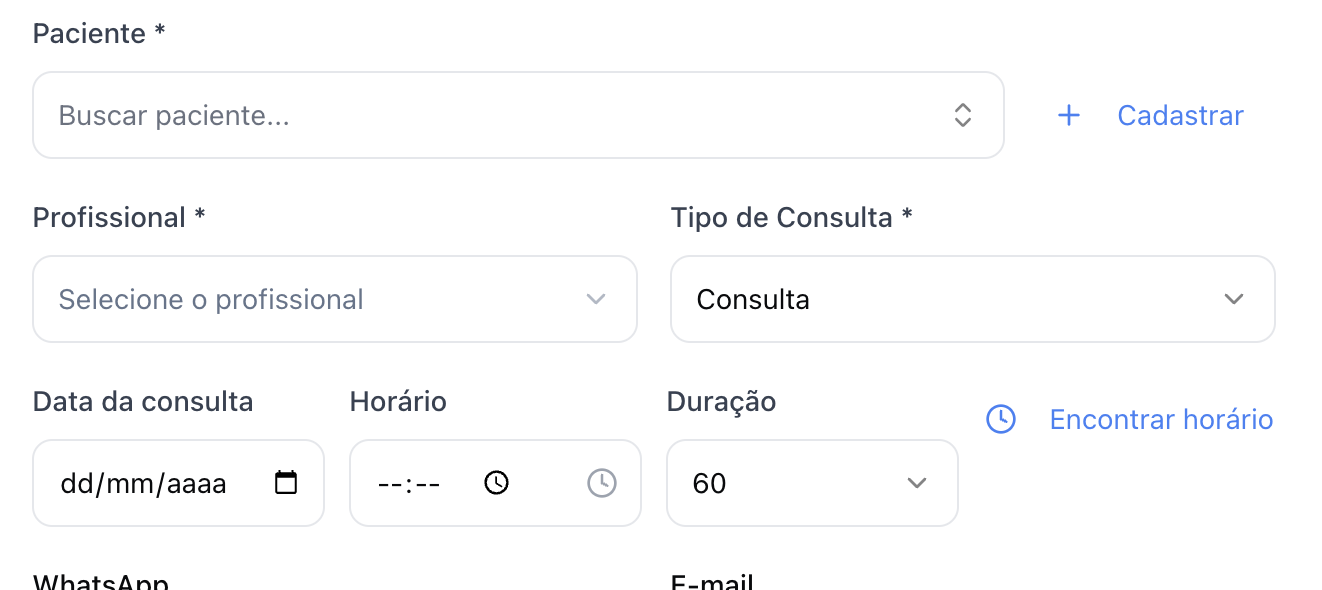 Paciente *
Buscar paciente...
+ Cadastrar
Profissional * Tipo de Consulta *
Selecione o profissional Consulta
Data da consulta Horário Duração
Encontrar horário
dd/mm/aaaa --:-- 60
WhatsApp E-mail